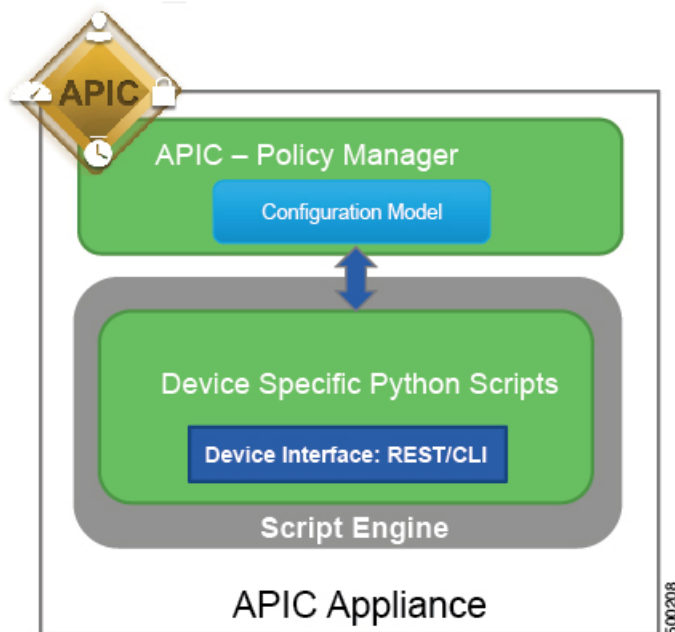 APIC
APIC – Policy Manager
Configuration Model
Device Specific Python Scripts
Device Interface: REST/CLI
Script Engine
APIC Appliance
500208